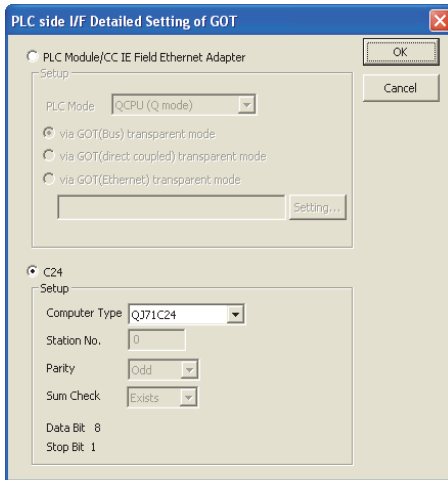 PLC side I/F Detailed Setting of GOT
PLC Module/CC IE Field Ethernet Adapter
OK
Setup
Cancel
PLC Mode QCPU (Q mode)
via GOT(Bus) transparent mode
via GOT(direct coupled) transparent mode
via GOT(Ethernet) transparent mode
Setting...
C24
Setup
Computer Type QJ71C24
Station No. 0
Parity Odd
Sum Check Exists
Data Bit 8
Stop Bit 1